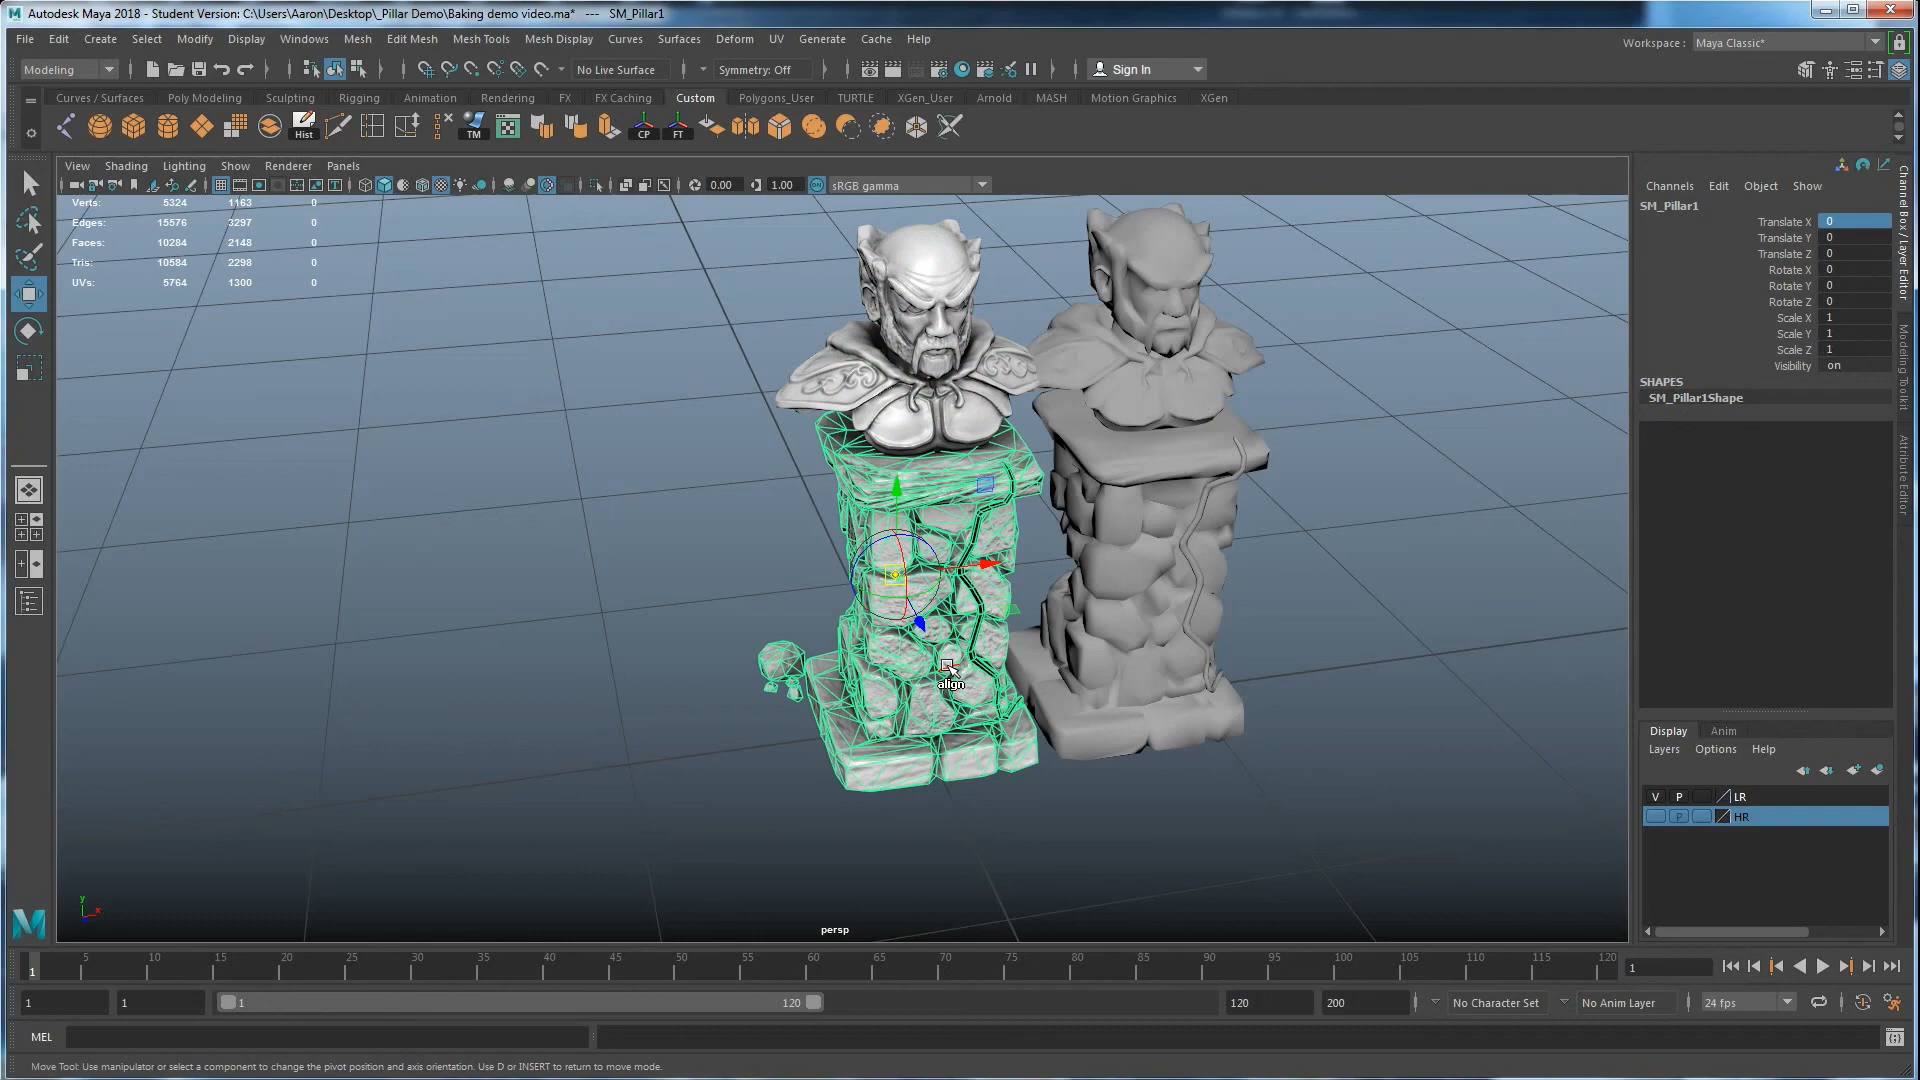 Autodesk Maya 2018 - Student Version: C:\Users\Aaron\Desktop\_Pillar Demo\Baking demo video.ma* --- SM_Pillar1
File Edit Create Select Modify Display Windows Mesh Edit Mesh Mesh Tools Mesh Display Curves Surfaces Deform UV Generate Cache Help
Workspace : Maya Classic*
Modeling No Live Surface Symmetry: Off Sign In
Curves / Surfaces Poly Modeling Sculpting Rigging Animation Rendering FX FX Caching Custom Polygons_User TURTLE XGen_User Arnold MASH Motion Graphics XGen
Hist TM CP FT
View Shading Lighting Show Renderer Panels
0.00 1.00 ON sRGB gamma
Verts: 5324 1163 0
Edges: 15576 3297 0
Faces: 10284 2148 0
Tris: 10584 2298 0
UVs: 5764 1300 0
align
y
x
persp
Channels Edit Object Show
SM_Pillar1
Translate X 0
Translate Y 0
Translate Z 0
Rotate X 0
Rotate Y 0
Rotate Z 0
Scale X 1
Scale Y 1
Scale Z 1
Visibility on
SHAPES
SM_Pillar1Shape
Channel Box / Layer Editor
Modeling Toolkit
Attribute Editor
Display Anim
Layers Options Help
V P LR
P HR
1 5 10 15 20 25 30 35 40 45 50 55 60 65 70 75 80 85 90 95 100 105 110 115 120 1
1 1 1 120 120 200 No Character Set No Anim Layer 24 fps
MEL
Move Tool: Use manipulator or select a component to change the pivot position and axis orientation. Use D or INSERT to return to move mode.